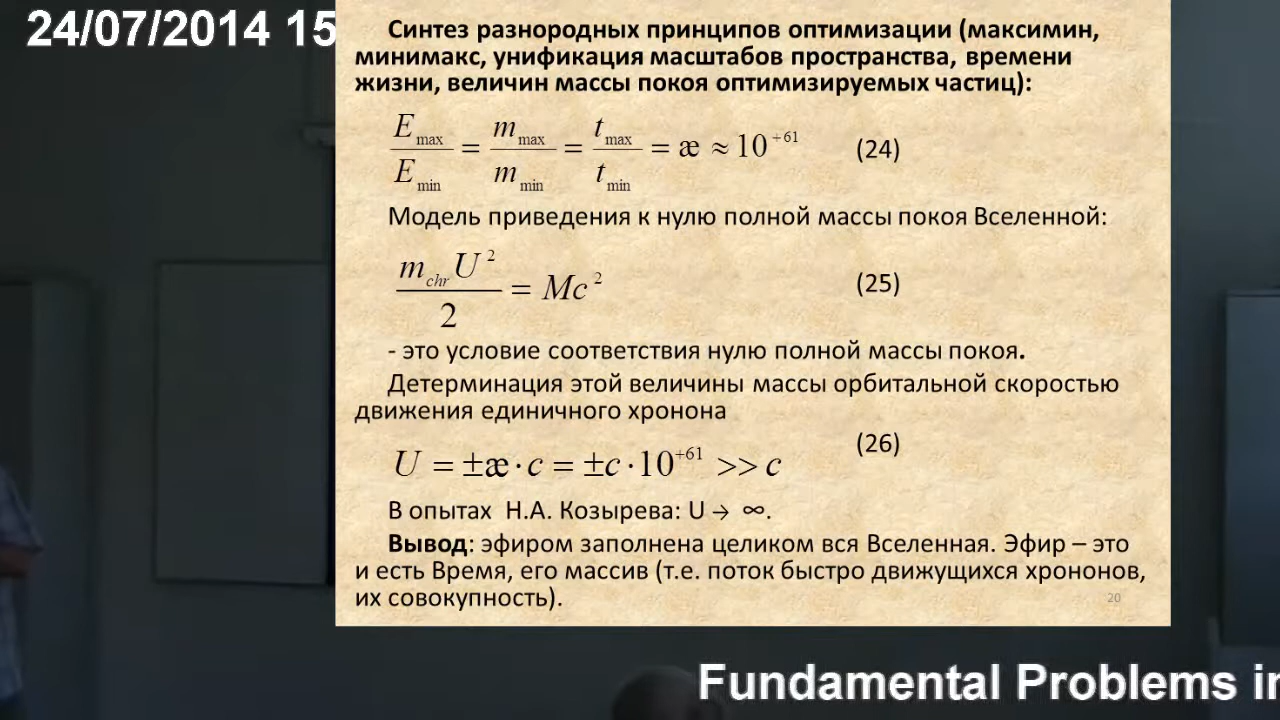 24/07/2014 15
Синтез разнородных принципов оптимизации (максимин,
минимакс, унификация масштабов пространства, времени
жизни, величин массы покоя оптимизируемых частиц):
E_max / E_min = m_max / m_min = t_max / t_min = æ ≈ 10^{+61} (24)
Модель приведения к нулю полной массы покоя Вселенной:
m_chr U^2 / 2 = Mc^2 (25)
- это условие соответствия нулю полной массы покоя.
Детерминация этой величины массы орбитальной скоростью
движения единичного хронона
(26)
U = ±æ·c = ±c·10^{+61} >> c
В опытах Н.А. Козырева: U → ∞.
Вывод: эфиром заполнена целиком вся Вселенная. Эфир – это
и есть Время, его массив (т.е. поток быстро движущихся хрононов,
их совокупность).
20
Fundamental Problems in